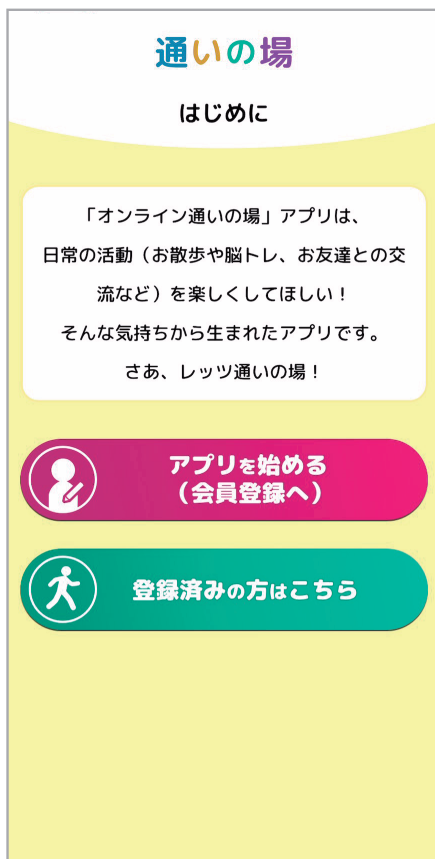 通いの場
はじめに
「オンライン通いの場」アプリは、
日常の活動（お散歩や脳トレ、お友達との交
流など）を楽しくしてほしい！
そんな気持ちから生まれたアプリです。
さあ、レッツ通いの場！
アプリを始める
（会員登録へ）
登録済みの方はこちら